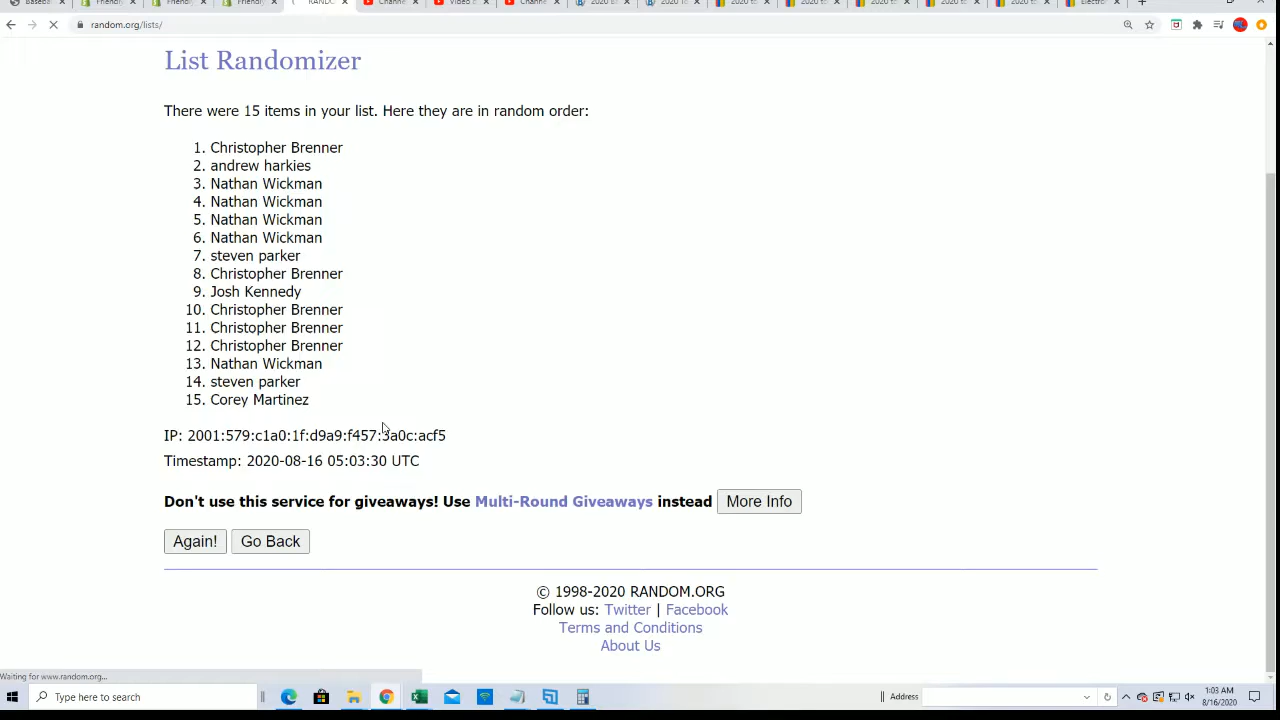 random.org/lists/
List Randomizer
There were 15 items in your list. Here they are in random order:
1. Christopher Brenner
2. andrew harkies
3. Nathan Wickman
4. Nathan Wickman
5. Nathan Wickman
6. Nathan Wickman
7. steven parker
8. Christopher Brenner
9. Josh Kennedy
10. Christopher Brenner
11. Christopher Brenner
12. Christopher Brenner
13. Nathan Wickman
14. steven parker
15. Corey Martinez
IP: 2001:579:c1a0:1f:d9a9:f457:3a0c:acf5
Timestamp: 2020-08-16 05:03:30 UTC
Don't use this service for giveaways! Use Multi-Round Giveaways instead More Info
Again! Go Back
© 1998-2020 RANDOM.ORG
Follow us: Twitter | Facebook
Terms and Conditions
About Us
Waiting for www.random.org...
Type here to search Address 1:03 AM
8/16/2020